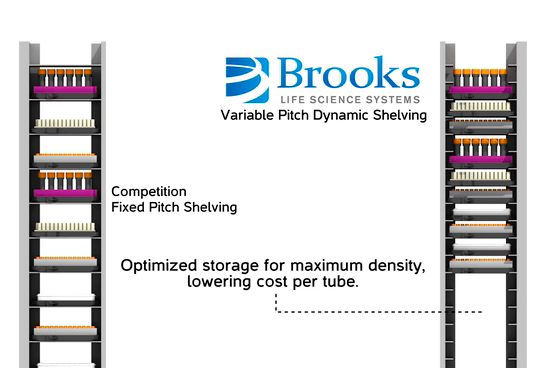 Brooks
LIFE SCIENCE SYSTEMS
Variable Pitch Dynamic Shelving
Competition
Fixed Pitch Shelving
Optimized storage for maximum density,
lowering cost per tube.